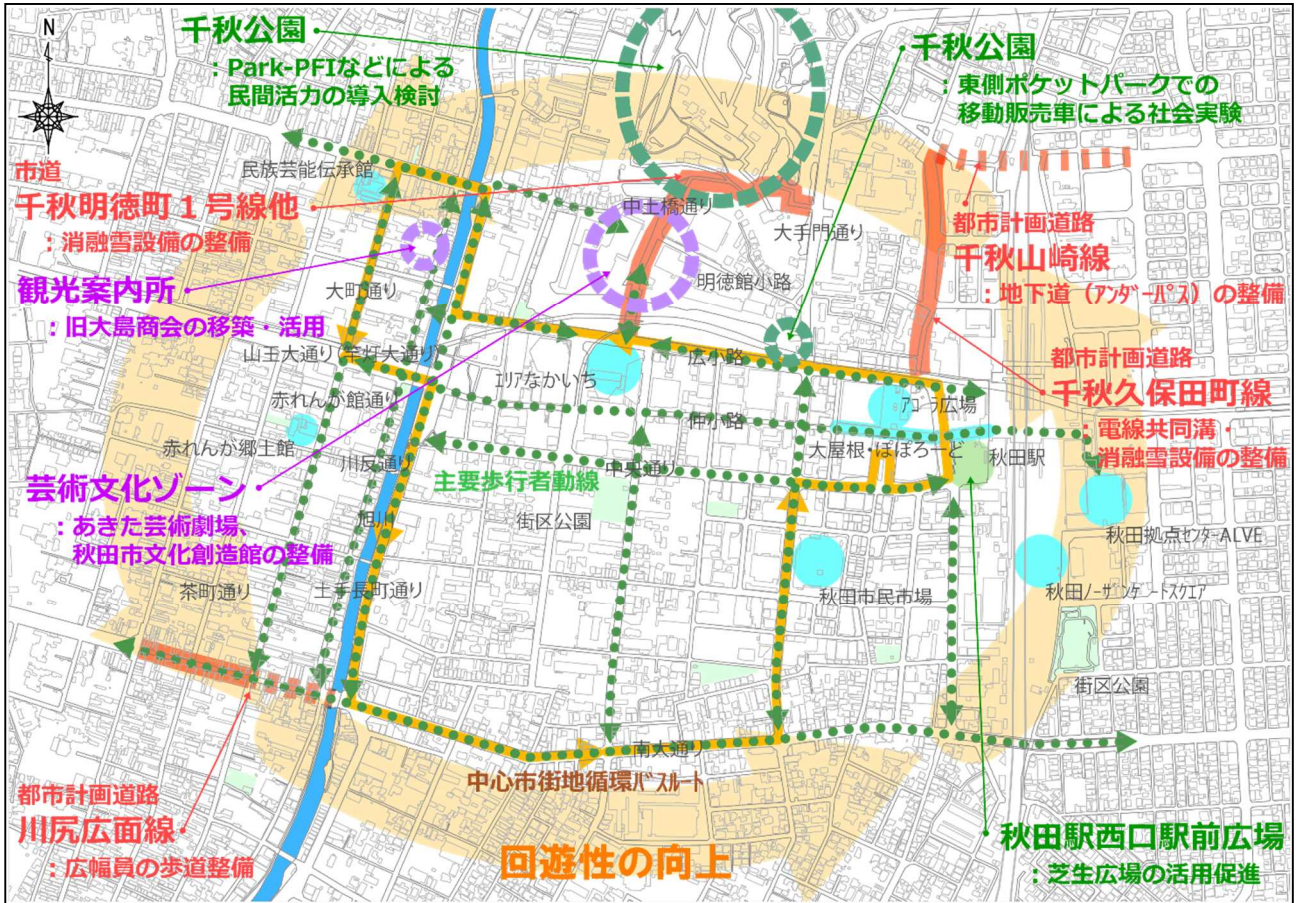 N
千秋公園
：Park-PFIなどによる
民間活力の導入検討
千秋公園
：東側ポケットパークでの
移動販売車による社会実験
市道
千秋明徳町１号線他
：消融雪設備の整備
民族芸能伝承館
中土橋通り
大手門通り
都市計画道路
千秋山崎線
：地下道（アンダーパス）の整備
観光案内所
：旧大島商会の移築・活用
大町通り
明徳館小路
山王大通り（竿灯大通り）
エリアなかいち
広小路
都市計画道路
千秋久保田町線
：電線共同溝・
消融雪設備の整備
赤れんが館通り
アゴラ広場
仲小路
赤れんが郷土館
川反通り
中央通り
大屋根・ぽぽろーど
秋田駅
主要歩行者動線
芸術文化ゾーン
：あきた芸術劇場、
秋田市文化創造館の整備
街区公園
旭川
秋田拠点センターALVE
茶町通り
土手長町通り
秋田市民市場
秋田ノーザンゲートスクエア
街区公園
南大通り
中心市街地循環バスルート
都市計画道路
川尻広面線
：広幅員の歩道整備
回遊性の向上
秋田駅西口駅前広場
：芝生広場の活用促進